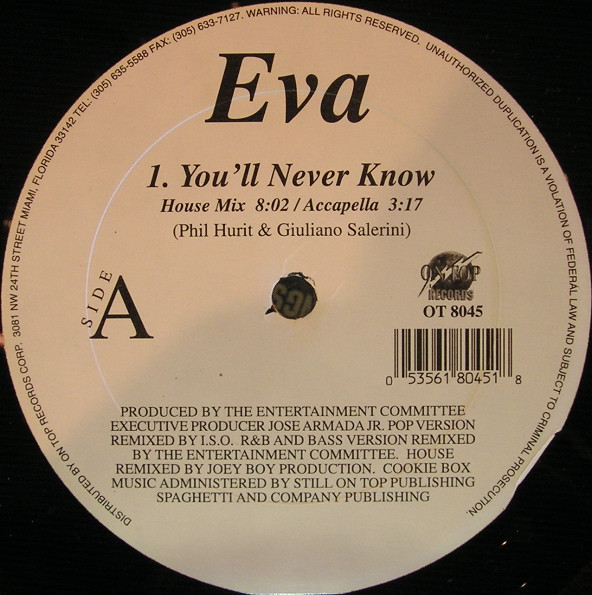 Eva
1. You'll Never Know
House Mix 8:02 / Accapella 3:17
(Phil Hurit & Giuliano Salerini)
SIDE A
ON TOP
RECORDS
OT 8045
0 53561 80451 8
PRODUCED BY THE ENTERTAINMENT COMMITTEE
EXECUTIVE PRODUCER JOSE ARMADA JR. POP VERSION
REMIXED BY I.S.O. R&B AND BASS VERSION REMIXED
BY THE ENTERTAINMENT COMMITTEE. HOUSE
REMIXED BY JOEY BOY PRODUCTION. COOKIE BOX
MUSIC ADMINISTERED BY STILL ON TOP PUBLISHING
SPAGHETTI AND COMPANY PUBLISHING
DISTRIBUTED BY ON TOP RECORDS CORP. 3081 NW 24TH STREET MIAMI, FLORIDA 33142 TEL: (305) 635-5588 FAX: (305) 633-7127. WARNING: ALL RIGHTS RESERVED. UNAUTHORIZED DUPLICATION IS A VIOLATION OF FEDERAL LAW AND SUBJECT TO CRIMINAL PROSECUTION.